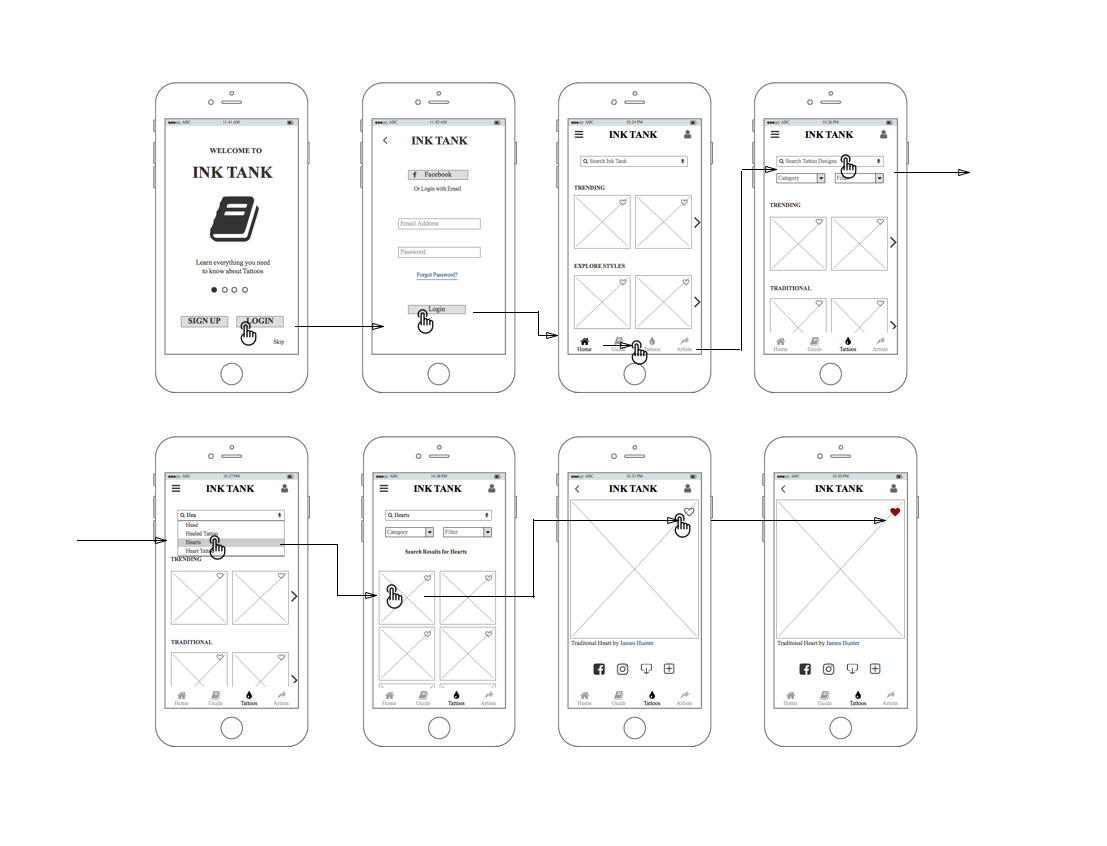 ●●●○○ ABC 11:41 AM
WELCOME TO
INK TANK
Learn everything you need
to know about Tattoos
SIGN UP LOGIN
Skip
●●●○○ ABC 11:42 AM
INK TANK
Facebook
Or Login with Email
Email Address
Password
Forgot Password?
Login
●●●○○ ABC 10:24 PM
INK TANK
Search Ink Tank
TRENDING
EXPLORE STYLES
Home Guide Tattoos Artists
●●●○○ ABC 10:26 PM
INK TANK
Search Tattoo Designs
Category Filter
TRENDING
TRADITIONAL
Home Guide Tattoos Artists
●●●○○ ABC 10:27 PM
INK TANK
Hea
Head
Healed Tattoo
Hearts
Heart Tattoo
TRENDING
TRADITIONAL
Home Guide Tattoos Artists
●●●○○ ABC 10:28 PM
INK TANK
Hearts
Category Filter
Search Results for Hearts
Home Guide Tattoos Artists
●●●○○ ABC 10:31 PM
INK TANK
Traditonal Heart by James Hunter
Home Guide Tattoos Artists
●●●○○ ABC 10:30 PM
INK TANK
Traditonal Heart by James Hunter
Home Guide Tattoos Artists